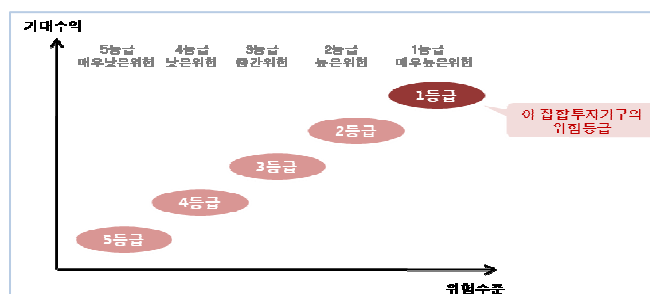 기대수익
5등급 4등급 3등급 2등급 1등급
매우낮은위험 낮은위험 중간위험 높은위험 매우높은위험
1등급
이 집합투자기구의
위험등급
2등급
3등급
4등급
5등급
위험수준